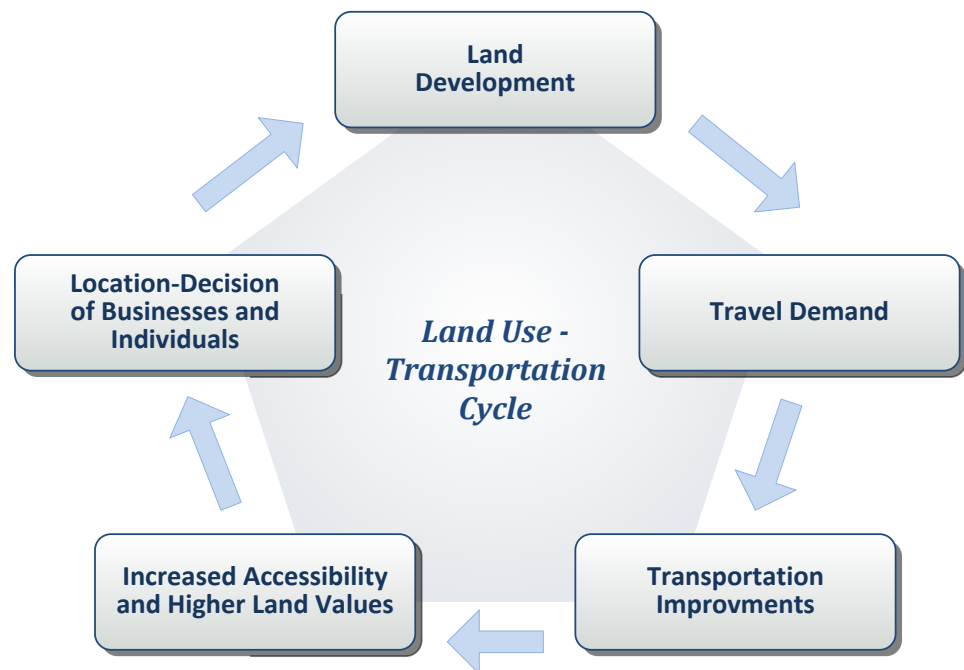 Land
Development
Travel Demand
Transportation
Improvments
Increased Accessibility
and Higher Land Values
Location-Decision
of Businesses and
Individuals
Land Use -
Transportation
Cycle